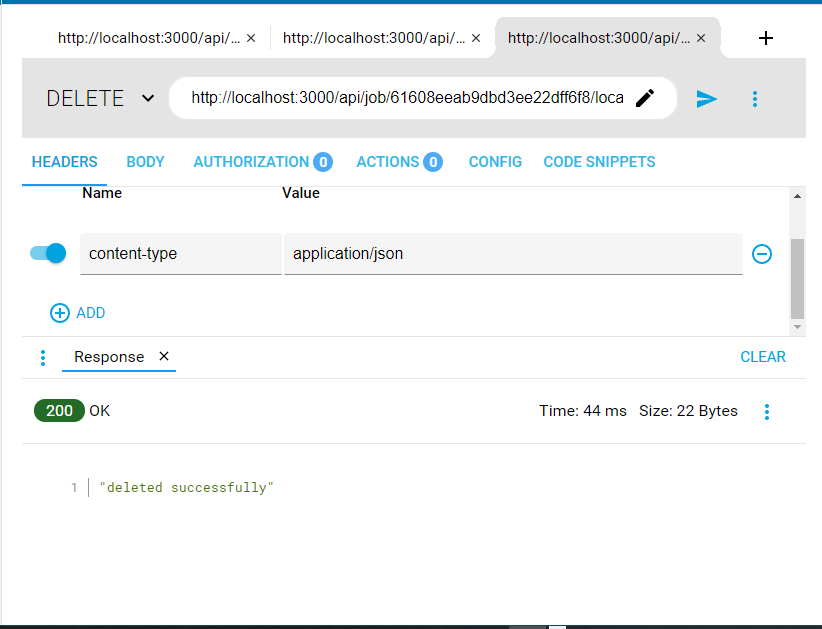 http://localhost:3000/api/... × http://localhost:3000/api/... × http://localhost:3000/api/... × +
DELETE http://localhost:3000/api/job/61608eeab9dbd3ee22dff6f8/loca
HEADERS BODY AUTHORIZATION 0 ACTIONS 0 CONFIG CODE SNIPPETS
Name Value
content-type application/json
ADD
Response ×
CLEAR
200 OK Time: 44 ms Size: 22 Bytes
1 "deleted successfully"